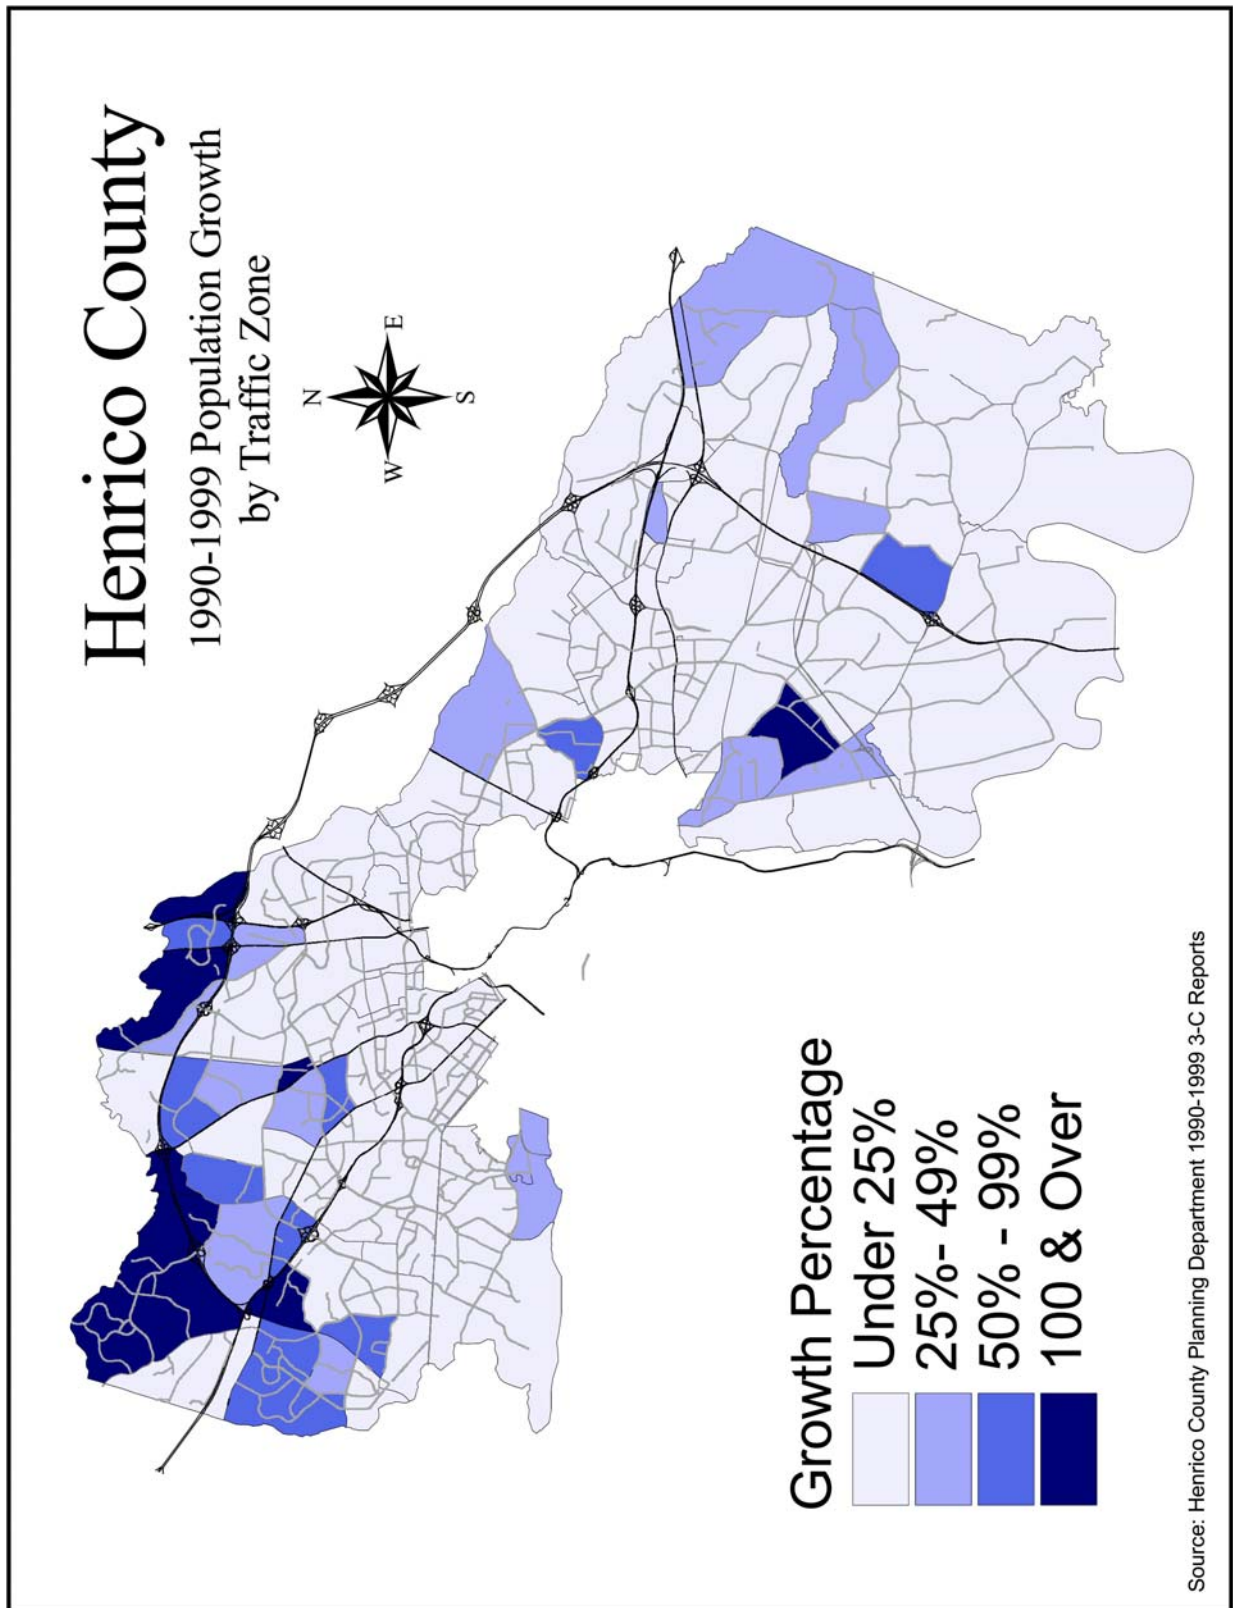 Henrico County
1990-1999 Population Growth
by Traffic Zone
N
W
E
S
Growth Percentage
Under 25%
25%- 49%
50% - 99%
100 & Over
Source: Henrico County Planning Department 1990-1999 3-C Reports